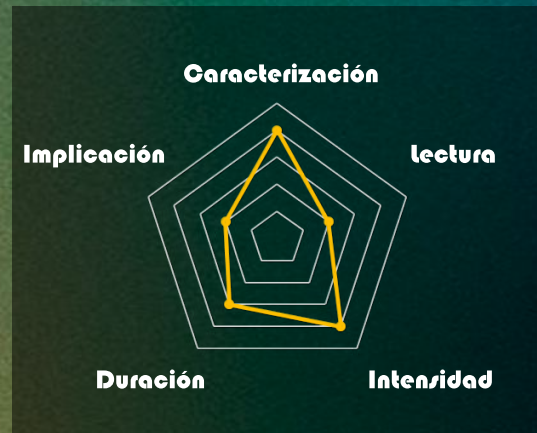 Caracterización
Implicación
Lectura
Duración
Intensidad